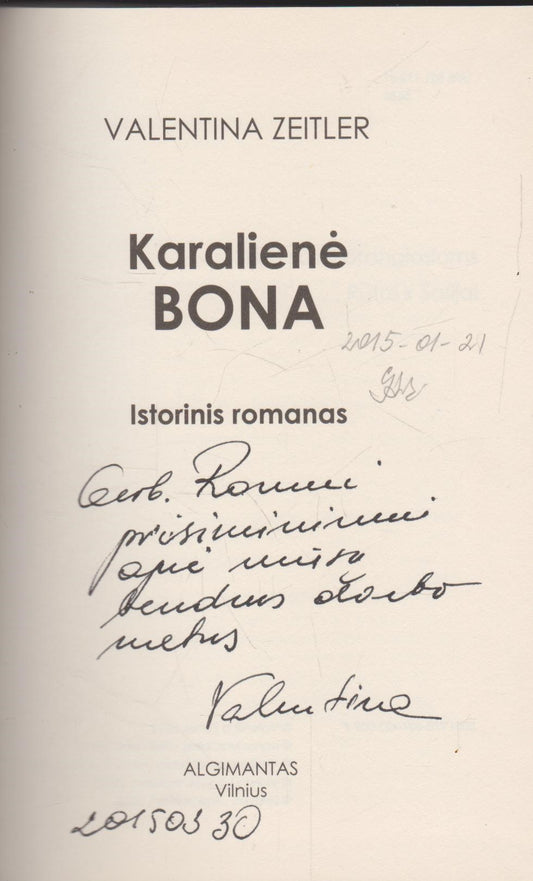 VALENTINA ZEITLER
Karalienė
BONA
2015-01-21
Istorinis romanas
Gerb. Romui
prisiminimui
apie mūsų
bendrus darbo
metus
Valentina
ALGIMANTAS
Vilnius
20150330